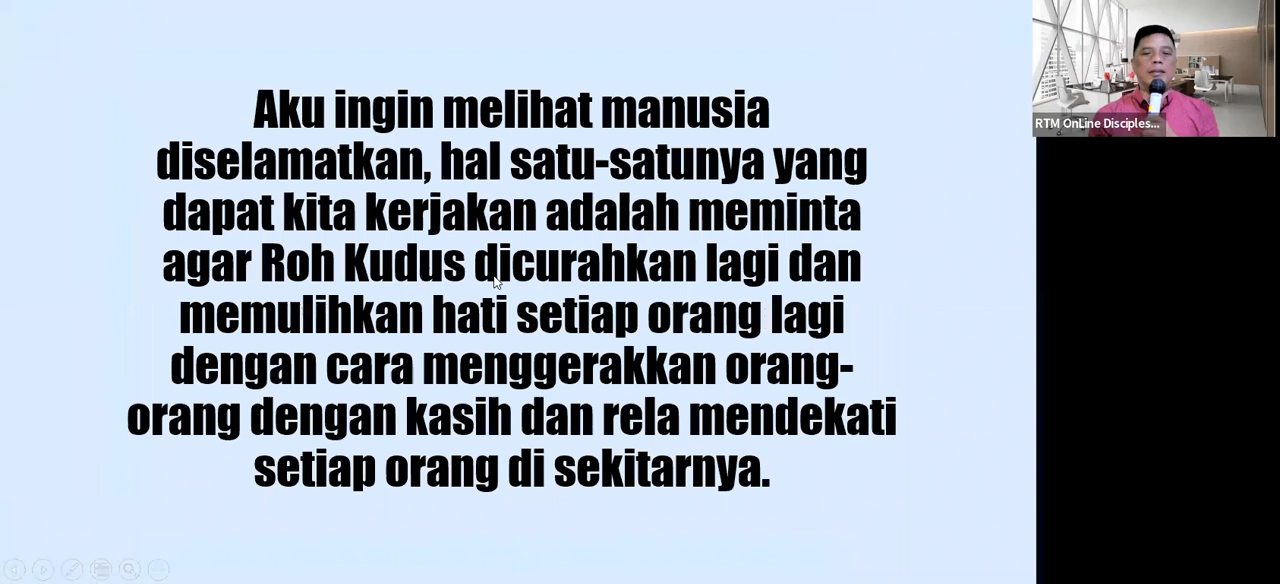 Aku ingin melihat manusia
diselamatkan, hal satu-satunya yang
dapat kita kerjakan adalah meminta
agar Roh Kudus dicurahkan lagi dan
memulihkan hati setiap orang lagi
dengan cara menggerakkan orang-
orang dengan kasih dan rela mendekati
setiap orang di sekitarnya.
RTM OnLine Disciples...